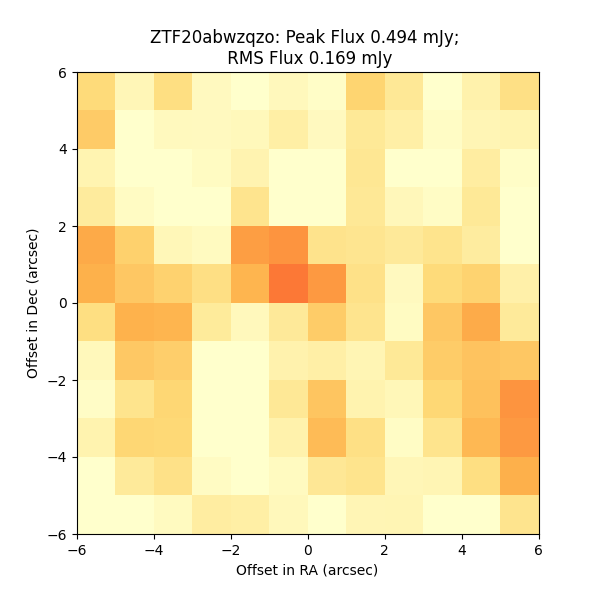 ZTF20abwzqzo: Peak Flux 0.494 mJy;
RMS Flux 0.169 mJy
6
4
2
0
−2
−4
−6
Offset in Dec (arcsec)
−6 −4 −2 0 2 4 6
Offset in RA (arcsec)